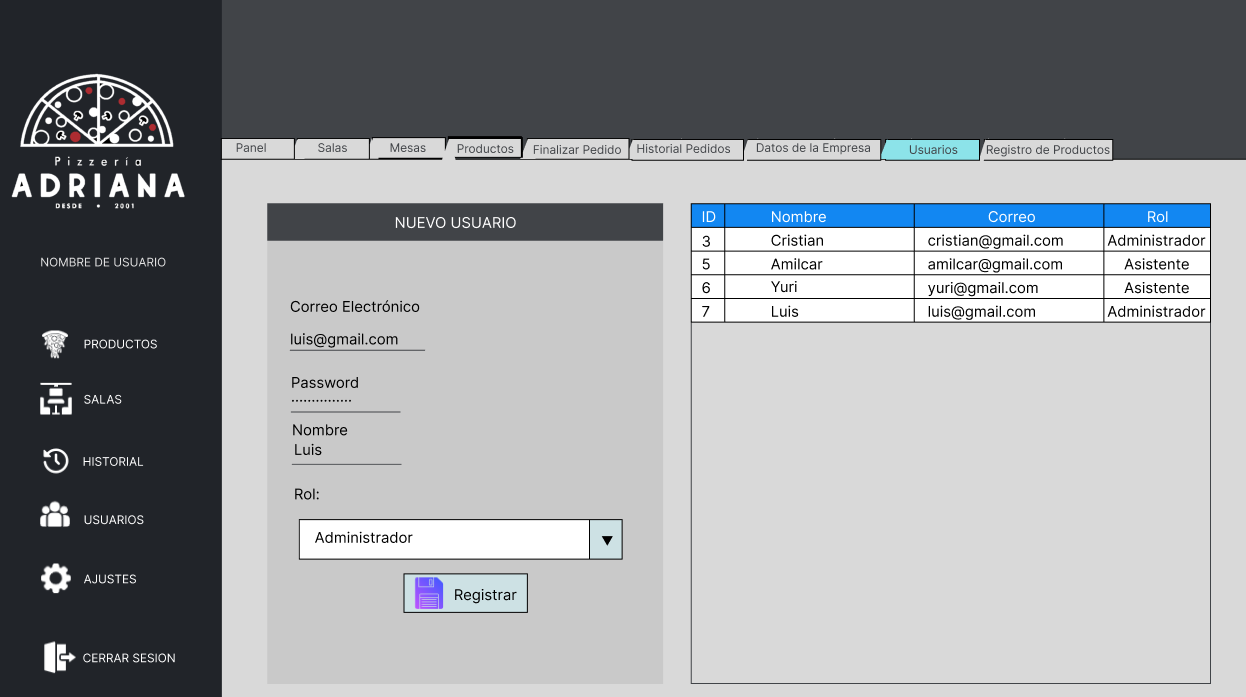 Pizzería
ADRIANA
DESDE • 2001
NOMBRE DE USUARIO
PRODUCTOS
SALAS
HISTORIAL
USUARIOS
AJUSTES
CERRAR SESION
Panel Salas Mesas Productos Finalizar Pedido Historial Pedidos Datos de la Empresa Usuarios Registro de Productos
NUEVO USUARIO
Correo Electrónico
luis@gmail.com
Password
...............
Nombre
Luis
Rol:
Administrador
Registrar
ID Nombre Correo Rol
3 Cristian cristian@gmail.com Administrador
5 Amilcar amilcar@gmail.com Asistente
6 Yuri yuri@gmail.com Asistente
7 Luis luis@gmail.com Administrador